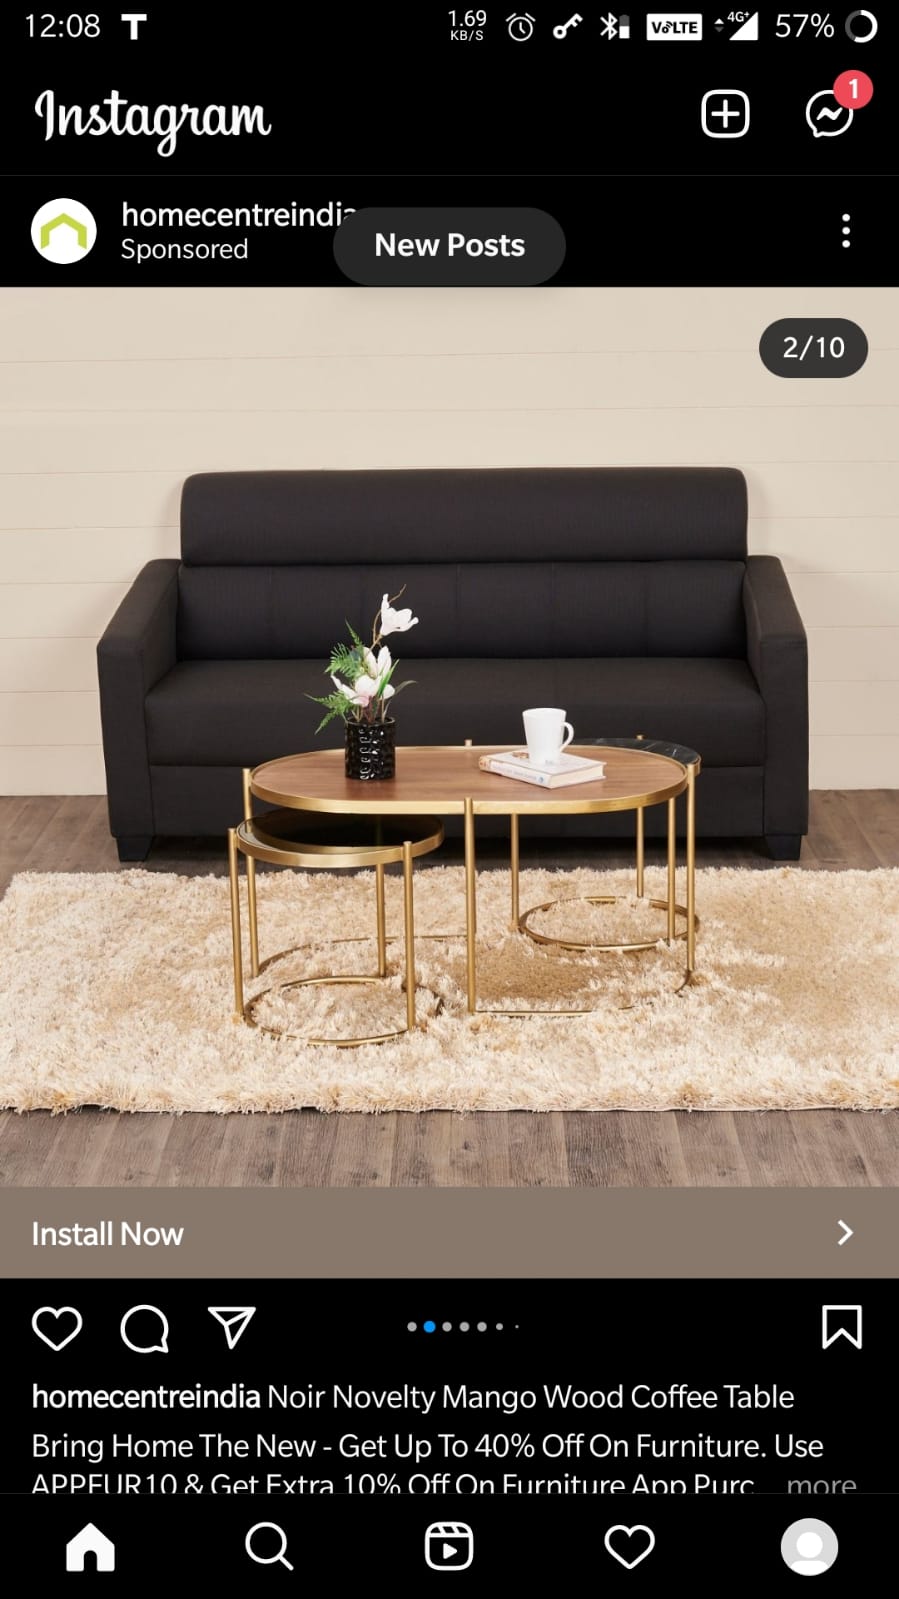 12:08 T 1.69 KB/S VoLTE 4G+ 57%
Instagram 1
homecentreindia
Sponsored
New Posts
2/10
Install Now
homecentreindia Noir Novelty Mango Wood Coffee Table
Bring Home The New - Get Up To 40% Off On Furniture. Use
APPFUR10 & Get Extra 10% Off On Furniture App Purc... more